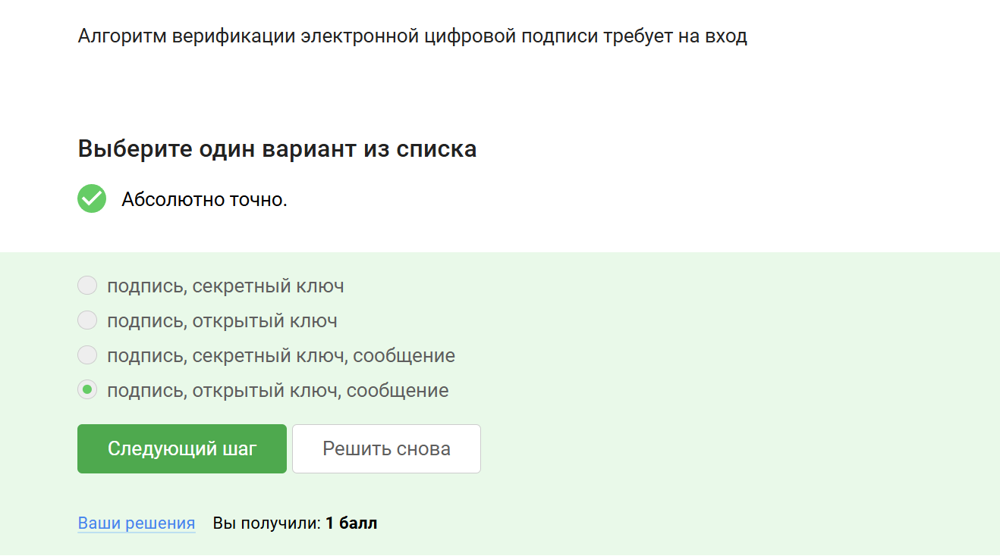 Алгоритм верификации электронной цифровой подписи требует на вход
Выберите один вариант из списка
Абсолютно точно.
подпись, секретный ключ
подпись, открытый ключ
подпись, секретный ключ, сообщение
подпись, открытый ключ, сообщение
Следующий шаг Решить снова
Ваши решения Вы получили: 1 балл